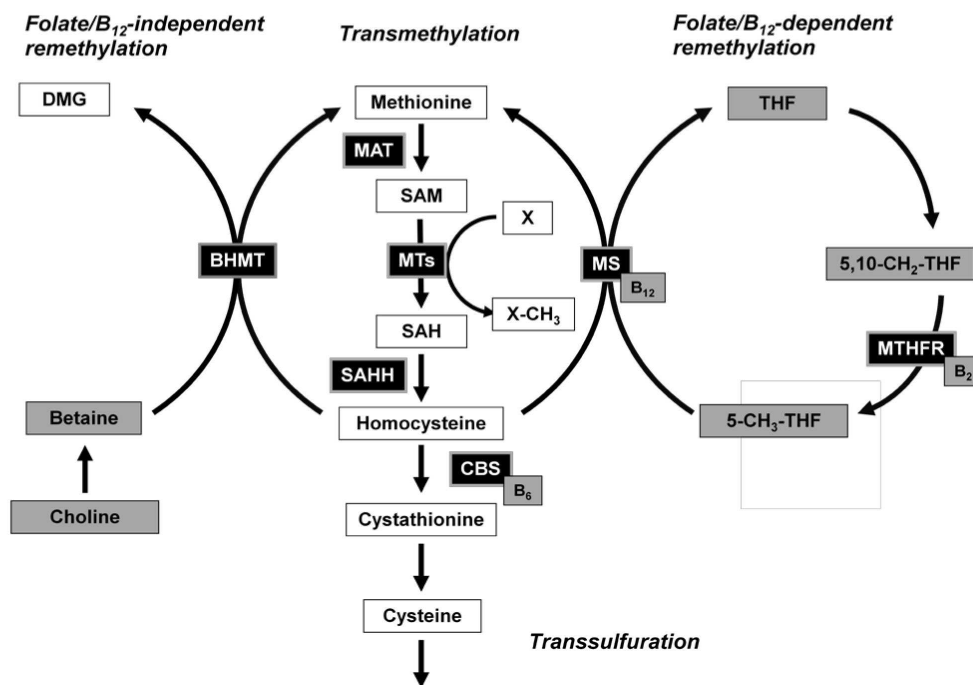 Folate/B₁₂-independent
remethylation
Transmethylation
Folate/B₁₂-dependent
remethylation
DMG
Methionine
THF
MAT
SAM
X
BHMT
MTs
MS
B₁₂
5,10-CH₂-THF
X-CH₃
SAH
MTHFR
B₂
SAHH
Betaine
Homocysteine
5-CH₃-THF
CBS
B₆
Choline
Cystathionine
Cysteine
Transsulfuration